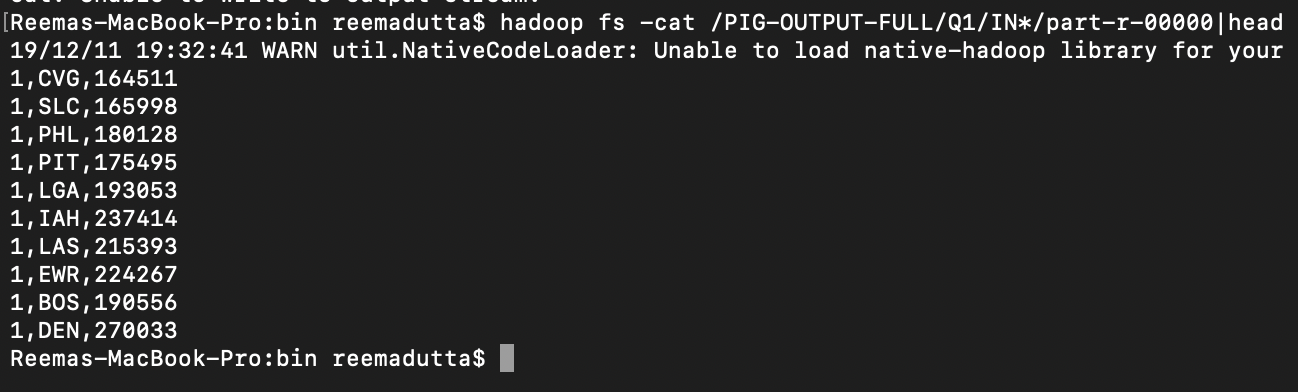 [Reemas-MacBook-Pro:bin reemadutta$ hadoop fs -cat /PIG-OUTPUT-FULL/Q1/IN*/part-r-00000|head
19/12/11 19:32:41 WARN util.NativeCodeLoader: Unable to load native-hadoop library for your
1,CVG,164511
1,SLC,165998
1,PHL,180128
1,PIT,175495
1,LGA,193053
1,IAH,237414
1,LAS,215393
1,EWR,224267
1,BOS,190556
1,DEN,270033
Reemas-MacBook-Pro:bin reemadutta$